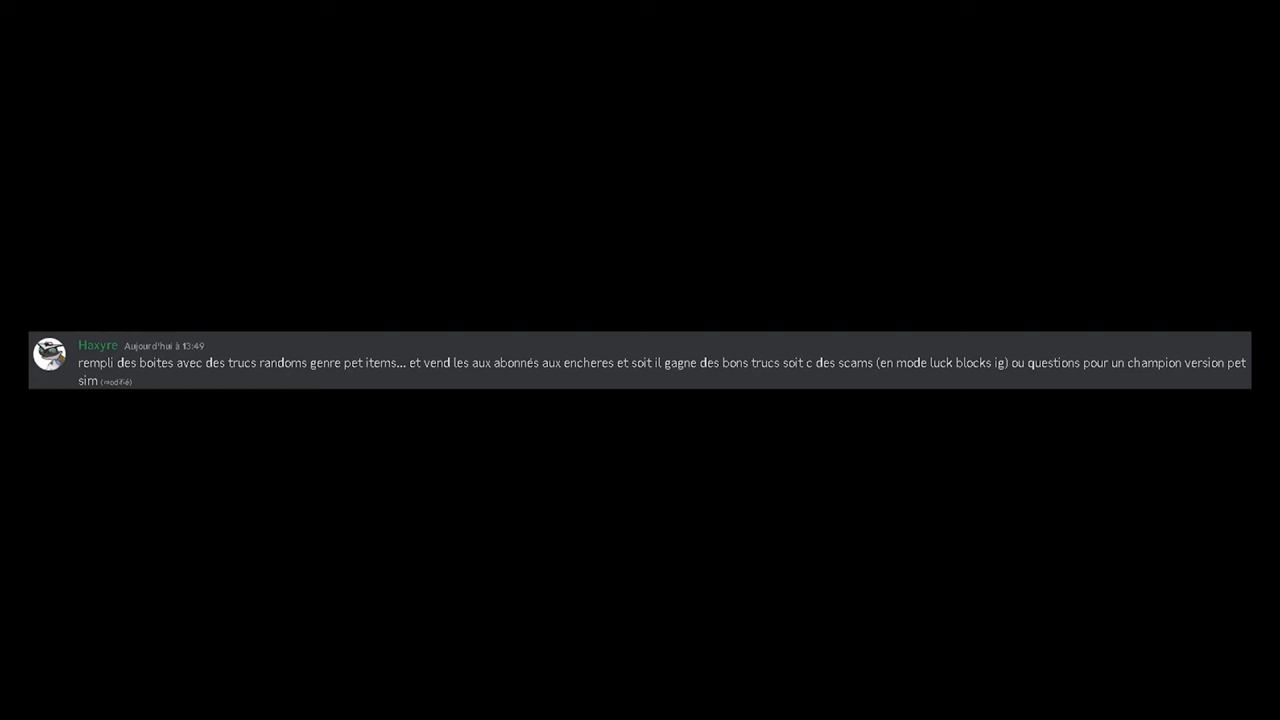 Haxyre Aujourd'hui à 13:49
rempli des boites avec des trucs randoms genre pet items... et vend les aux abonnés aux encheres et soit il gagne des bons trucs soit c des scams (en mode luck blocks ig) ou questions pour un champion version pet
sim (modifié)